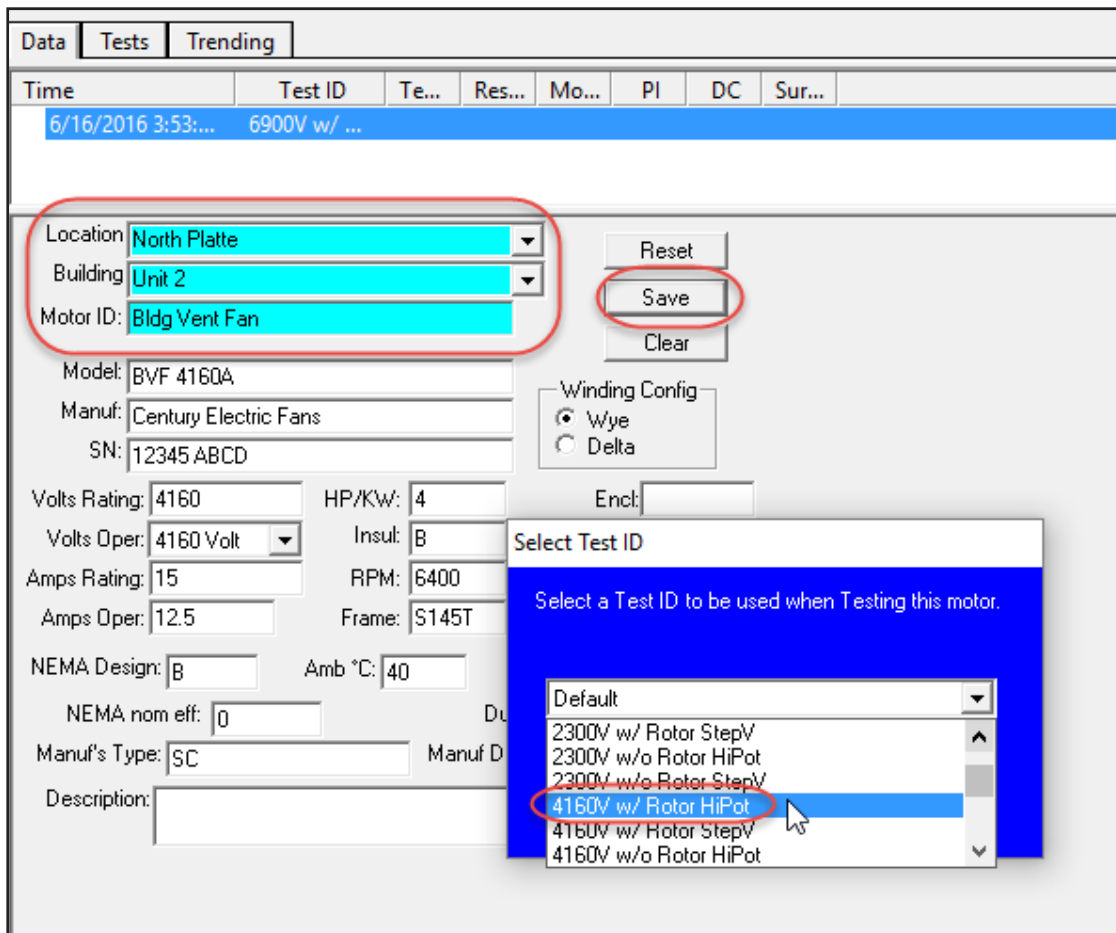 Data Tests Trending
Time Test ID Te... Res... Mo... PI DC Sur...
6/16/2016 3:53:... 6900V w/ ...
Location North Platte
Reset
Building Unit 2
Save
Motor ID: Bldg Vent Fan
Clear
Model: BVF 4160A
Winding Config
Manuf: Century Electric Fans
Wye
SN: 12345 ABCD
Delta
Volts Rating: 4160 HP/KW: 4 Encl:
Volts Oper: 4160 Volt Insul: B
Amps Rating: 15 RPM: 6400
Amps Oper: 12.5 Frame: S145T
NEMA Design: B Amb °C: 40
NEMA nom eff: 0 Du
Manuf's Type: SC Manuf D
Description:
Select Test ID
Select a Test ID to be used when Testing this motor.
Default
2300V w/ Rotor StepV
2300V w/o Rotor HiPot
2300V w/o Rotor StepV
4160V w/ Rotor HiPot
4160V w/ Rotor StepV
4160V w/o Rotor HiPot